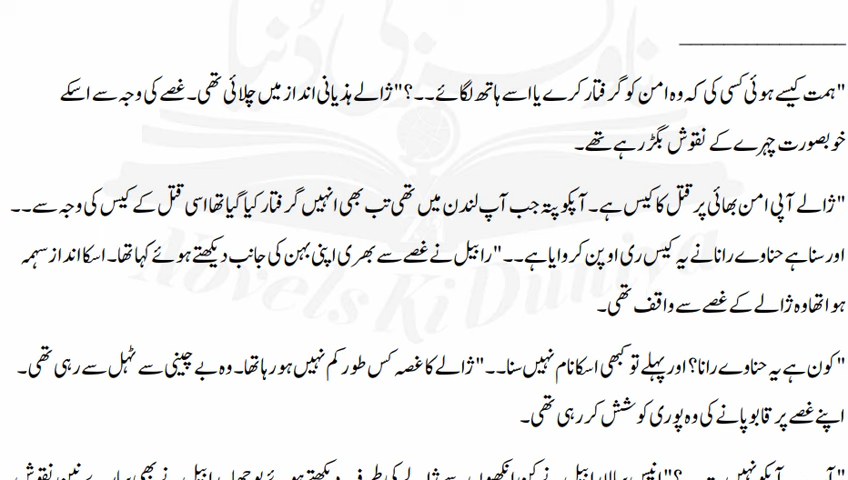 "ہمت کیسے ہوئی کسی کی کہ وہ امن کو گرفتار کرے یا اسے ہاتھ لگائے۔۔؟" ژالے ہذیانی انداز میں چلائی تھی۔ غصے کی وجہ سے اسکے
خوبصورت چہرے کے نقوش بگڑ رہے تھے۔
"ژالے آپی امن بھائی پر قتل کا کیس ہے۔ آپکو پتہ جب آپ لندن میں تھی تب بھی انہیں گرفتار کیا گیا تھا اسی قتل کے کیس کی وجہ سے۔۔
اور سنا ہے حناوے رانا نے یہ کیس ری اوپن کروایا ہے۔۔" رابیل نے غصے سے بھری اپنی بہن کی جانب دیکھتے ہوئے کہا تھا۔ اسکا انداز سہمہ
ہوا تھا وہ ژالے کے غصے سے واقف تھی۔
"کون ہے یہ حناوے رانا؟ اور پہلے تو کبھی اسکا نام نہیں سنا۔۔" ژالے کا غصہ کس طور کم نہیں ہو رہا تھا۔ وہ بے چینی سے ٹہل سے رہی تھی۔
اپنے غصے پر قابو پانے کی وہ پوری کوشش کر رہی تھی۔
Novels Ki Duniya